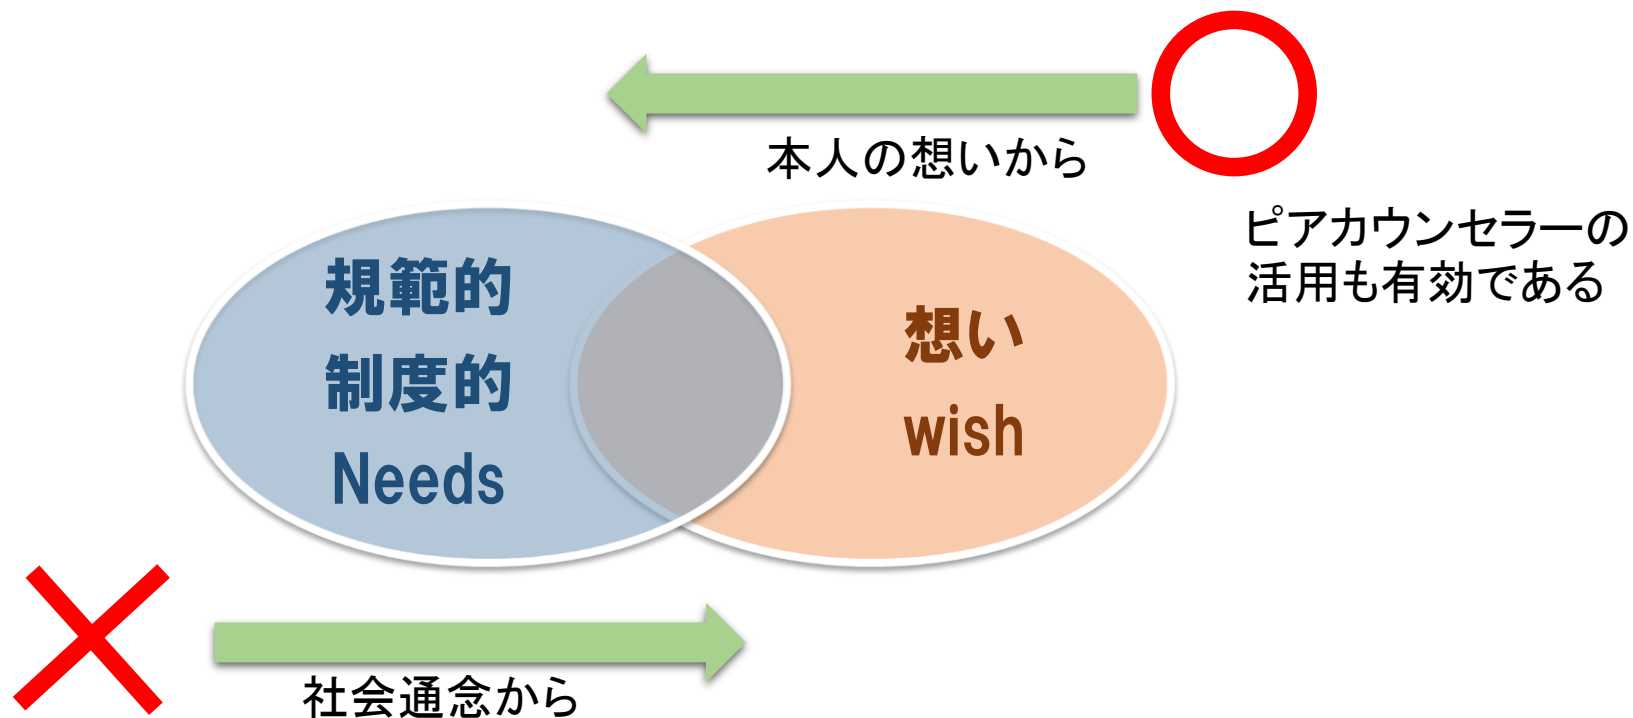 本人の想いから
ピアカウンセラーの
活用も有効である
規範的
制度的
Needs
想い
wish
社会通念から